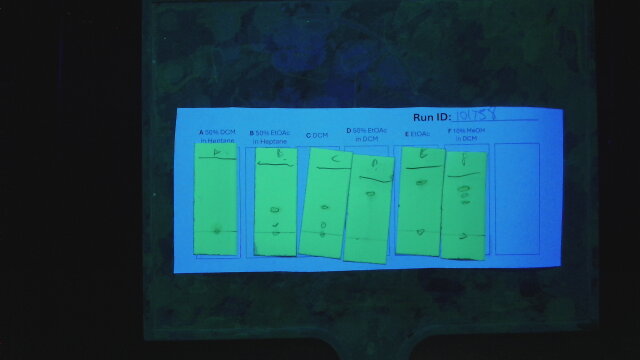 Run ID: 101758
A 50% DCM in Heptane
B 50% EtOAc in Heptane
C DCM
D 50% EtOAc in DCM
E EtOAc
F 10% MeOH in DCM
A
B
C
D
E
F